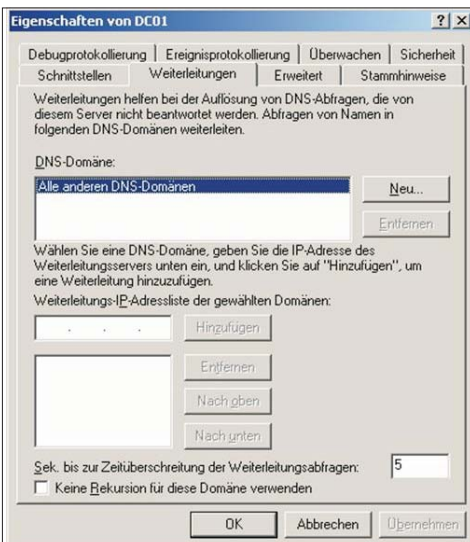 Eigenschaften von DC01
Debugprotokollierung Ereignisprotokollierung Überwachen Sicherheit
Schnittstellen Weiterleitungen Erweitert Stammhinweise
Weiterleitungen helfen bei der Auflösung von DNS-Abfragen, die von
diesem Server nicht beantwortet werden. Abfragen von Namen in
folgenden DNS-Domänen weiterleiten.
DNS-Domäne:
Alle anderen DNS-Domänen
Neu...
Entfernen
Wählen Sie eine DNS-Domäne, geben Sie die IP-Adresse des
Weiterleitungsservers unten ein, und klicken Sie auf "Hinzufügen", um
eine Weiterleitung hinzuzufügen.
Weiterleitungs-IP-Adressliste der gewählten Domänen:
. . .
Hinzufügen
Entfernen
Nach oben
Nach unten
Sek. bis zur Zeitüberschreitung der Weiterleitungsabfragen: 5
Keine Rekursion für diese Domäne verwenden
OK Abbrechen Übernehmen